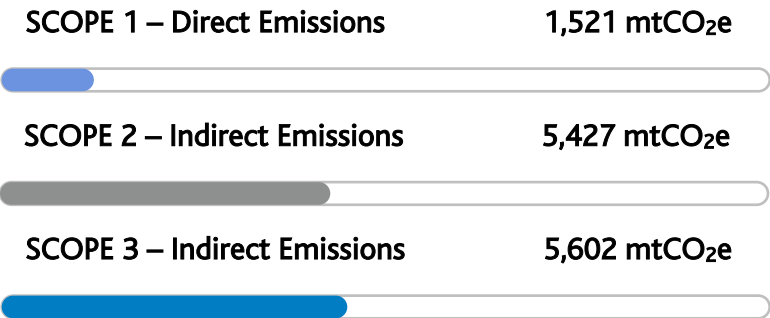 SCOPE 1 – Direct Emissions 1,521 mtCO₂e
SCOPE 2 – Indirect Emissions 5,427 mtCO₂e
SCOPE 3 – Indirect Emissions 5,602 mtCO₂e